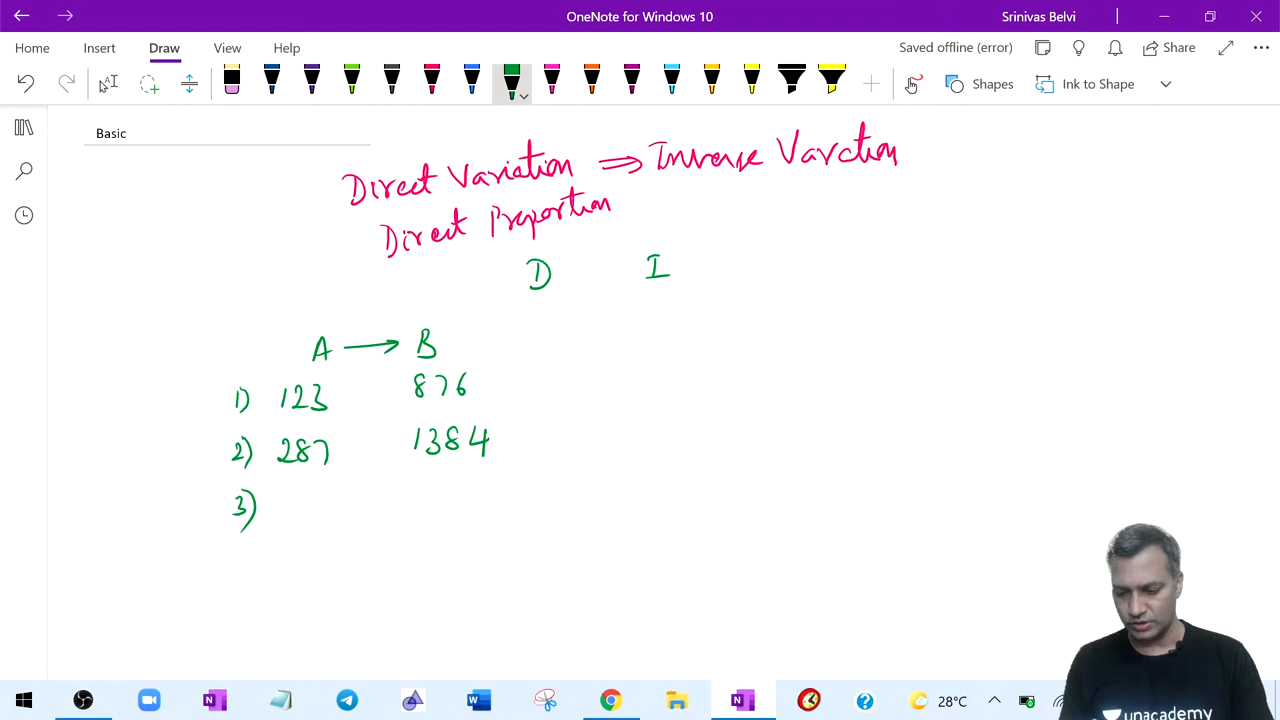 OneNote for Windows 10
Srinivas Belvi
Home Insert Draw View Help
Saved offline (error)
Share
Shapes
Ink to Shape
Basic
Direct Variation ⇒ Inverse Varction
Direct Proportion
D I
A → B
1) 123 876
2) 287 1384
3)
28°C
unacademy